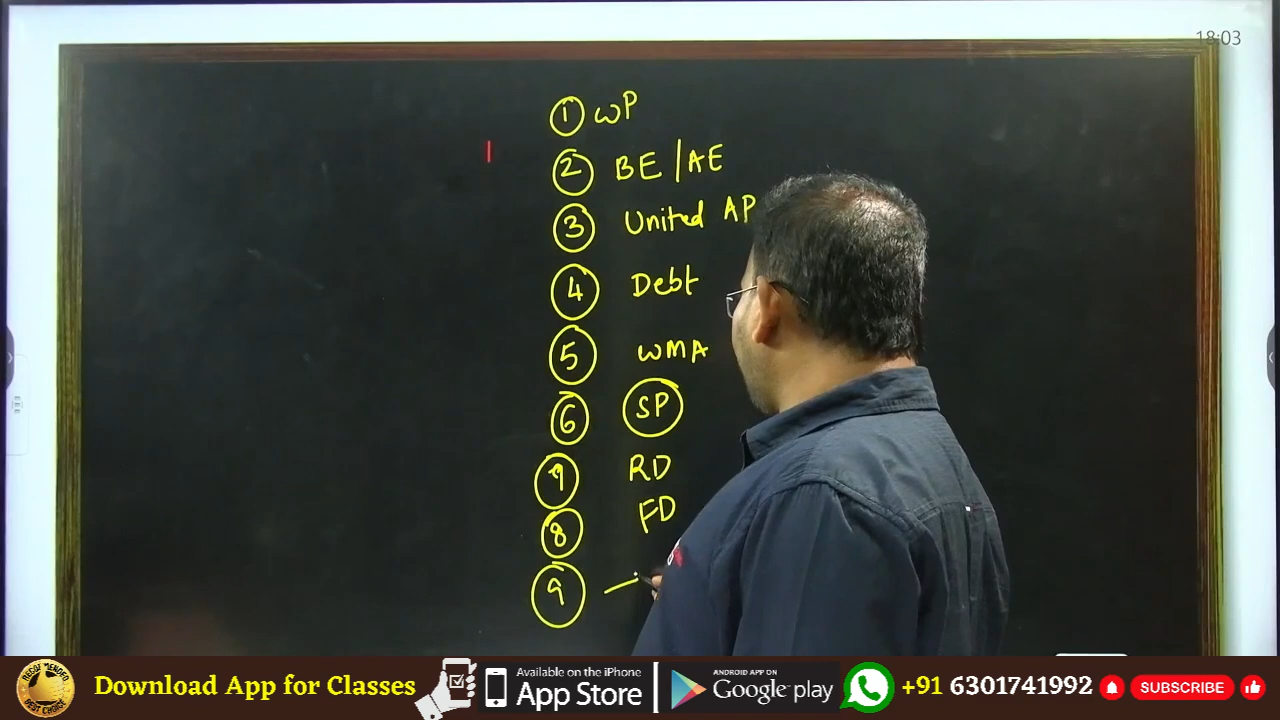 18:03
① WP
② BE/AE
③ United AP
④ Debt
⑤ WMA
⑥ SP
⑨ RD
⑧ FD
⑨ –
Download App for Classes
Available on the iPhone
App Store
ANDROID APP ON
Google play
+91 6301741992
SUBSCRIBE